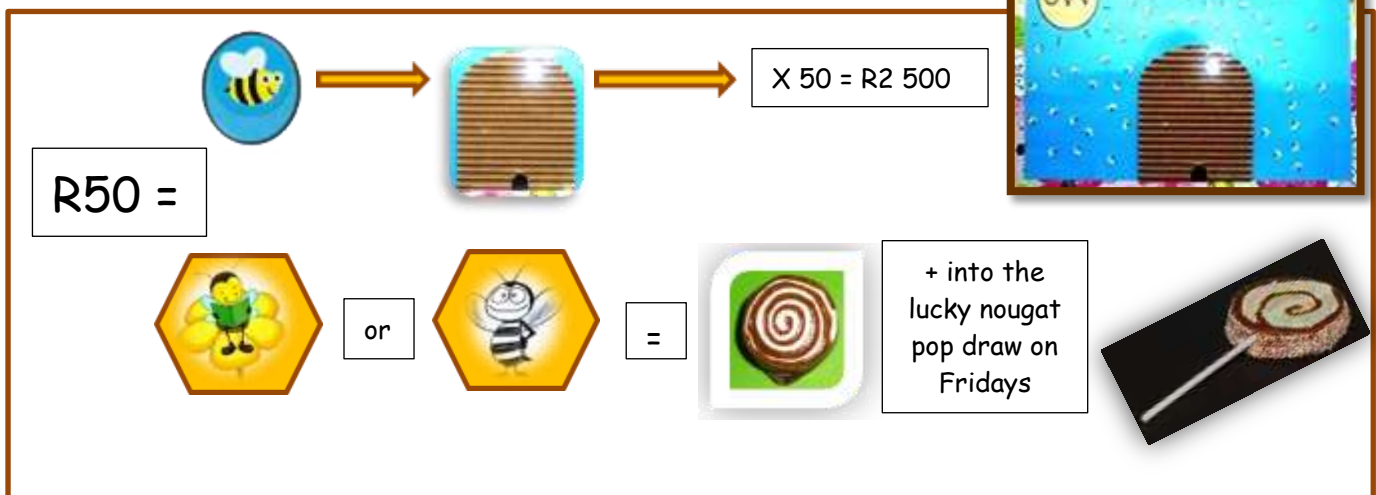 X 50 = R2 500
R50 =
or
=
+ into the
lucky nougat
pop draw on
Fridays